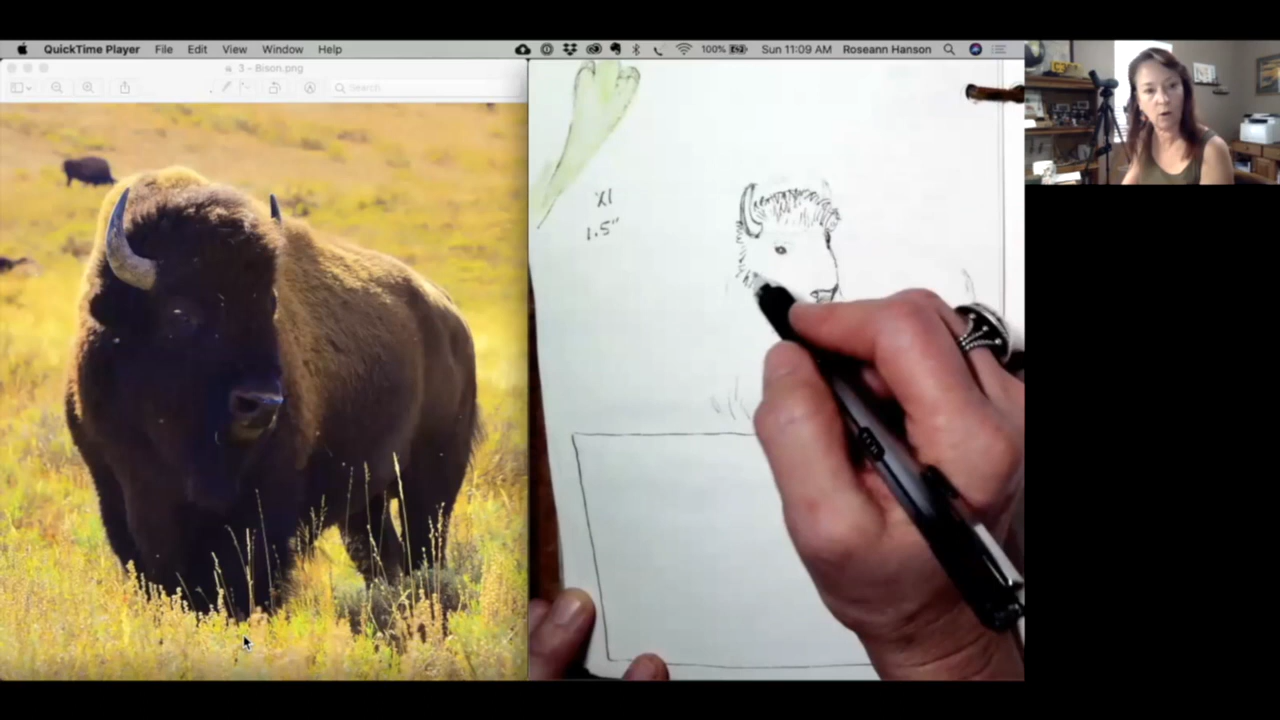 QuickTime Player File Edit View Window Help 100% Sun 11:09 AM Roseann Hanson
3 - Bison.png
Search
X1
1.5"